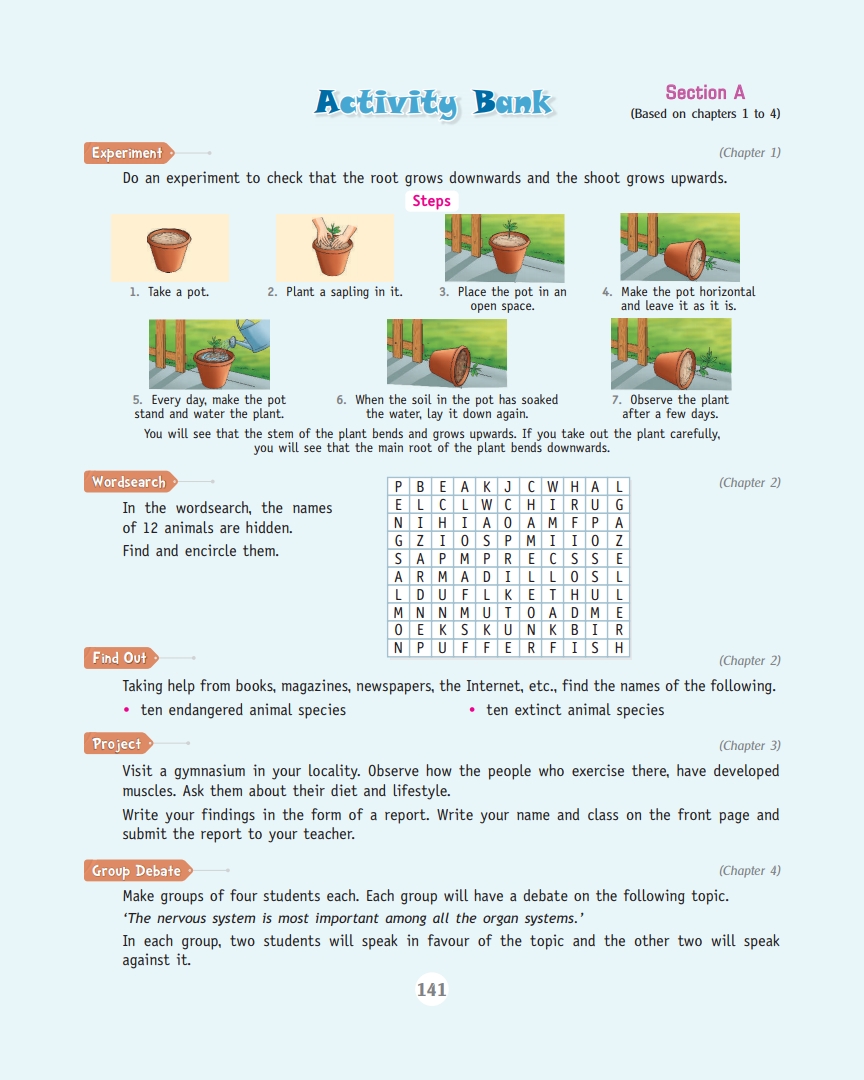 Activity Bank
Section A
(Based on chapters 1 to 4)
Experiment
(Chapter 1)
Do an experiment to check that the root grows downwards and the shoot grows upwards.
Steps
1. Take a pot.
2. Plant a sapling in it.
3. Place the pot in an
open space.
4. Make the pot horizontal
and leave it as it is.
5. Every day, make the pot
stand and water the plant.
6. When the soil in the pot has soaked
the water, lay it down again.
7. Observe the plant
after a few days.
You will see that the stem of the plant bends and grows upwards. If you take out the plant carefully,
you will see that the main root of the plant bends downwards.
Wordsearch
(Chapter 2)
In the wordsearch, the names
of 12 animals are hidden.
Find and encircle them.
P B E A K J C W H A L
E L C L W C H I R U G
N I H I A O A M F P A
G Z I O S P M I I O Z
S A P M P R E C S S E
A R M A D I L L O S L
L D U F L K E T H U L
M N N M U T O A D M E
O E K S K U N K B I R
N P U F F E R F I S H
Find Out
(Chapter 2)
Taking help from books, magazines, newspapers, the Internet, etc., find the names of the following.
• ten endangered animal species
• ten extinct animal species
Project
(Chapter 3)
Visit a gymnasium in your locality. Observe how the people who exercise there, have developed
muscles. Ask them about their diet and lifestyle.
Write your findings in the form of a report. Write your name and class on the front page and
submit the report to your teacher.
Group Debate
(Chapter 4)
Make groups of four students each. Each group will have a debate on the following topic.
‘The nervous system is most important among all the organ systems.’
In each group, two students will speak in favour of the topic and the other two will speak
against it.
141